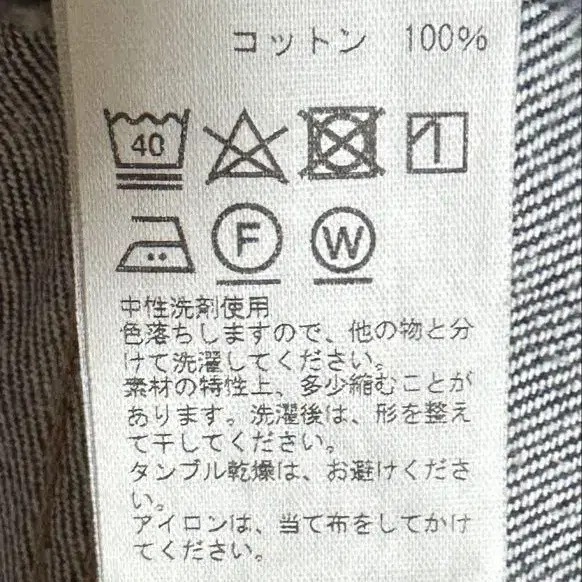 コットン 100%
40
F W
中性洗剤使用
色落ちしますので、他の物と分
けて洗濯してください。
素材の特性上、多少縮むことが
あります。洗濯後は、形を整え
て干してください。
タンブル乾燥は、お避けくださ
い。
アイロンは、当て布をしてかけ
てください。